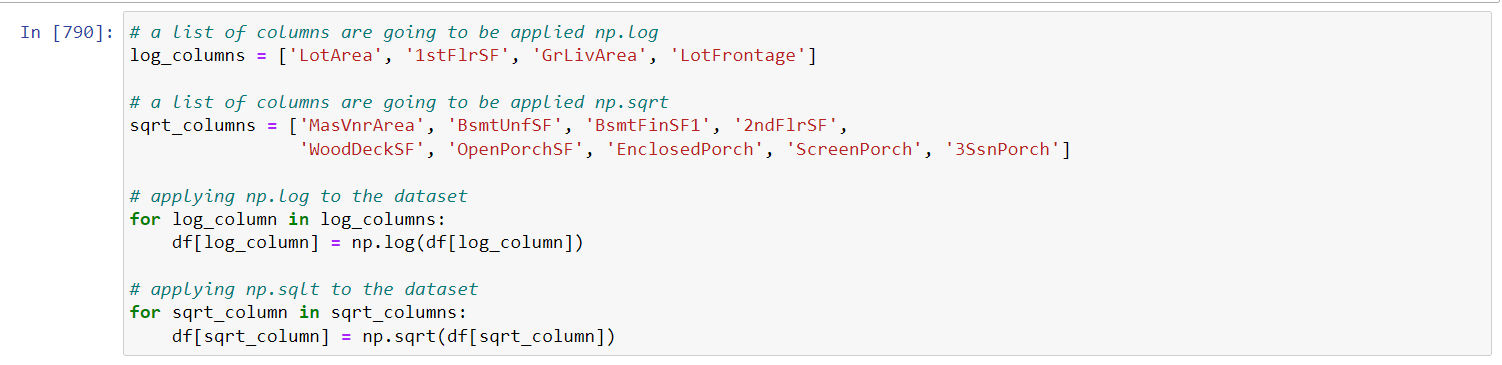 In [790]: # a list of columns are going to be applied np.log
log_columns = ['LotArea', '1stFlrSF', 'GrLivArea', 'LotFrontage']
# a list of columns are going to be applied np.sqrt
sqrt_columns = ['MasVnrArea', 'BsmtUnfSF', 'BsmtFinSF1', '2ndFlrSF',
'WoodDeckSF', 'OpenPorchSF', 'EnclosedPorch', 'ScreenPorch', '3SsnPorch']
# applying np.log to the dataset
for log_column in log_columns:
df[log_column] = np.log(df[log_column])
# applying np.sqlt to the dataset
for sqrt_column in sqrt_columns:
df[sqrt_column] = np.sqrt(df[sqrt_column])